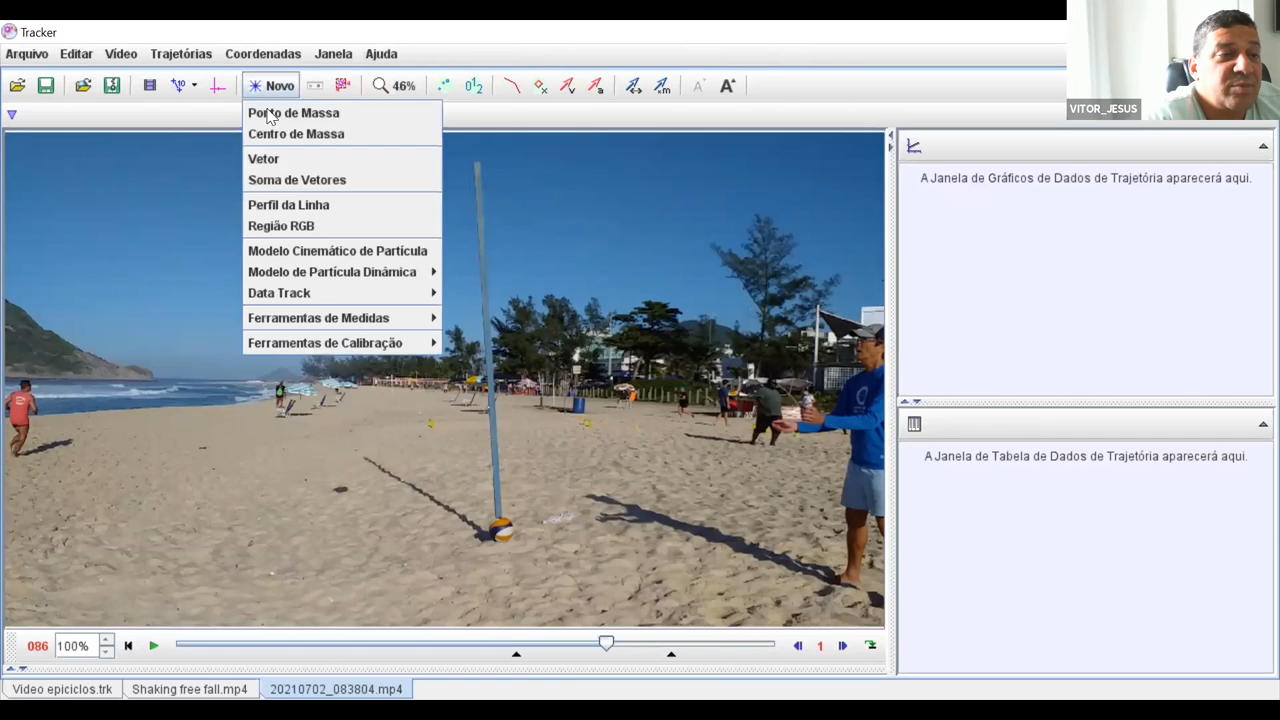 Tracker
Arquivo Editar Vídeo Trajetórias Coordenadas Janela Ajuda
Novo 46%
VITOR_JESUS
Ponto de Massa
Centro de Massa
Vetor
Soma de Vetores
Perfil da Linha
Região RGB
Modelo Cinemático de Partícula
Modelo de Partícula Dinâmica
Data Track
Ferramentas de Medidas
Ferramentas de Calibração
A Janela de Gráficos de Dados de Trajetória aparecerá aqui.
A Janela de Tabela de Dados de Trajetória aparecerá aqui.
086 100% 1
Video epiciclos.trk Shaking free fall.mp4 20210702_083804.mp4